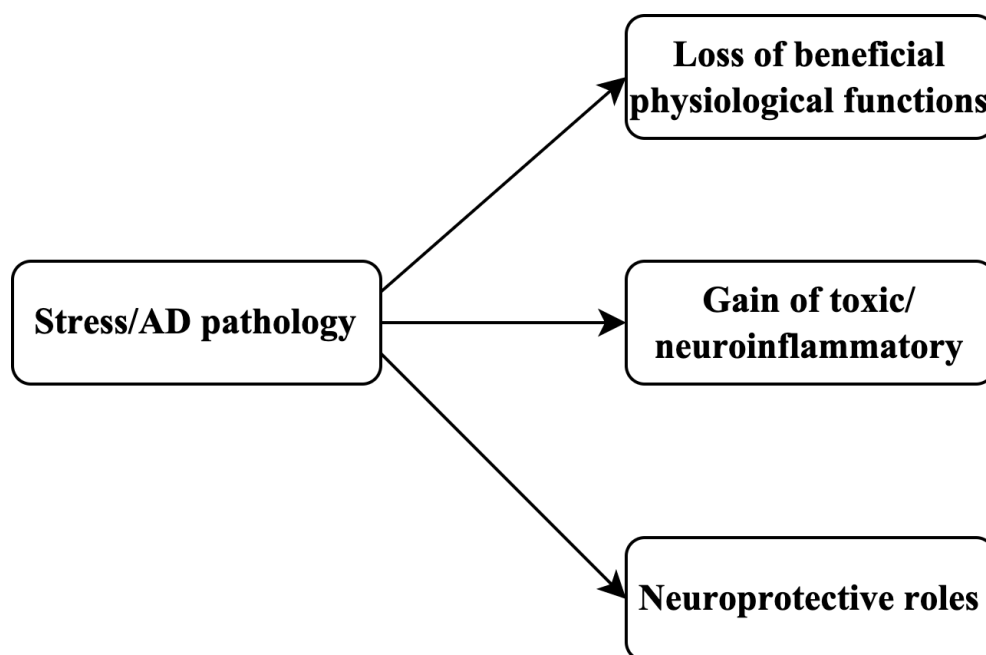 Loss of beneficial
physiological functions
Stress/AD pathology
Gain of toxic/
neuroinflammatory
Neuroprotective roles